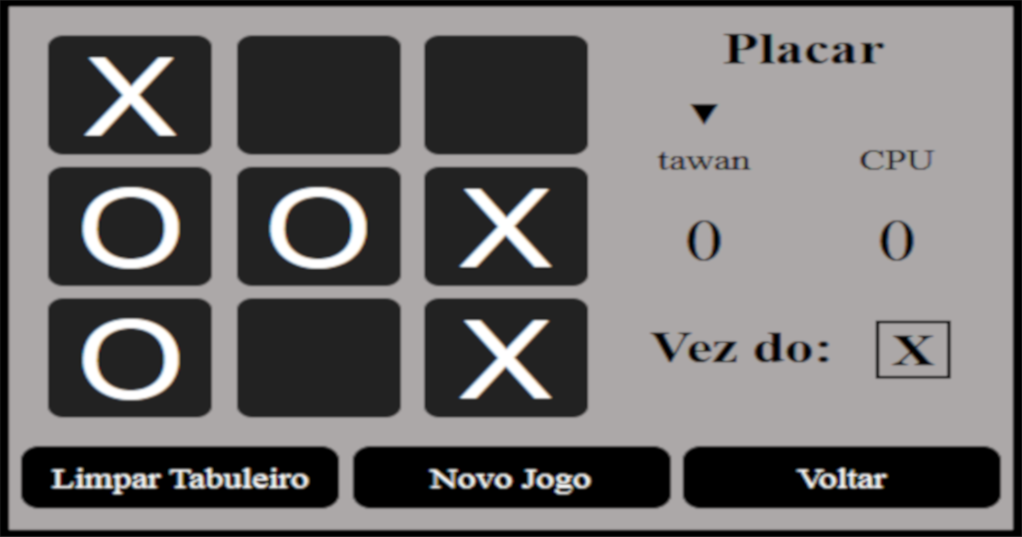 X
O O X
O X
Placar
▼
tawan CPU
0 0
Vez do: X
Limpar Tabuleiro Novo Jogo Voltar